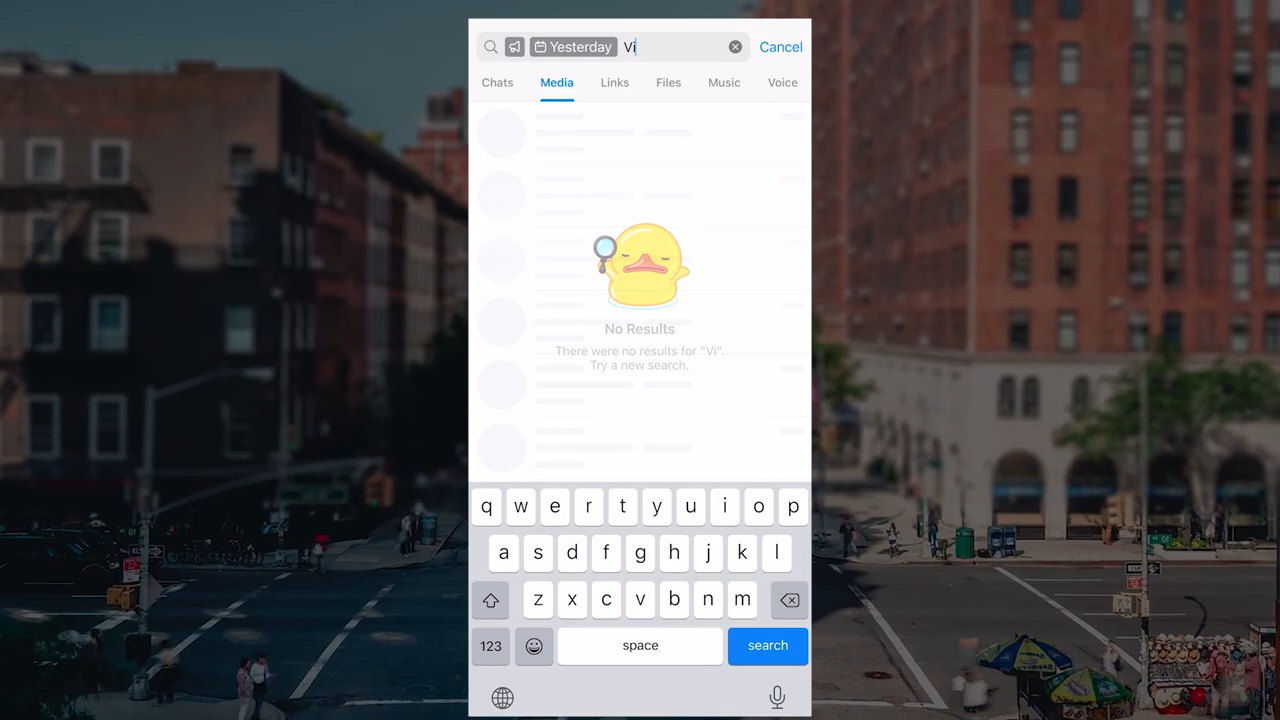 Yesterday Vi Cancel
Chats Media Links Files Music Voice
No Results
There were no results for "Vi".
Try a new search.
q w e r t y u i o p
a s d f g h j k l
z x c v b n m
123 space search